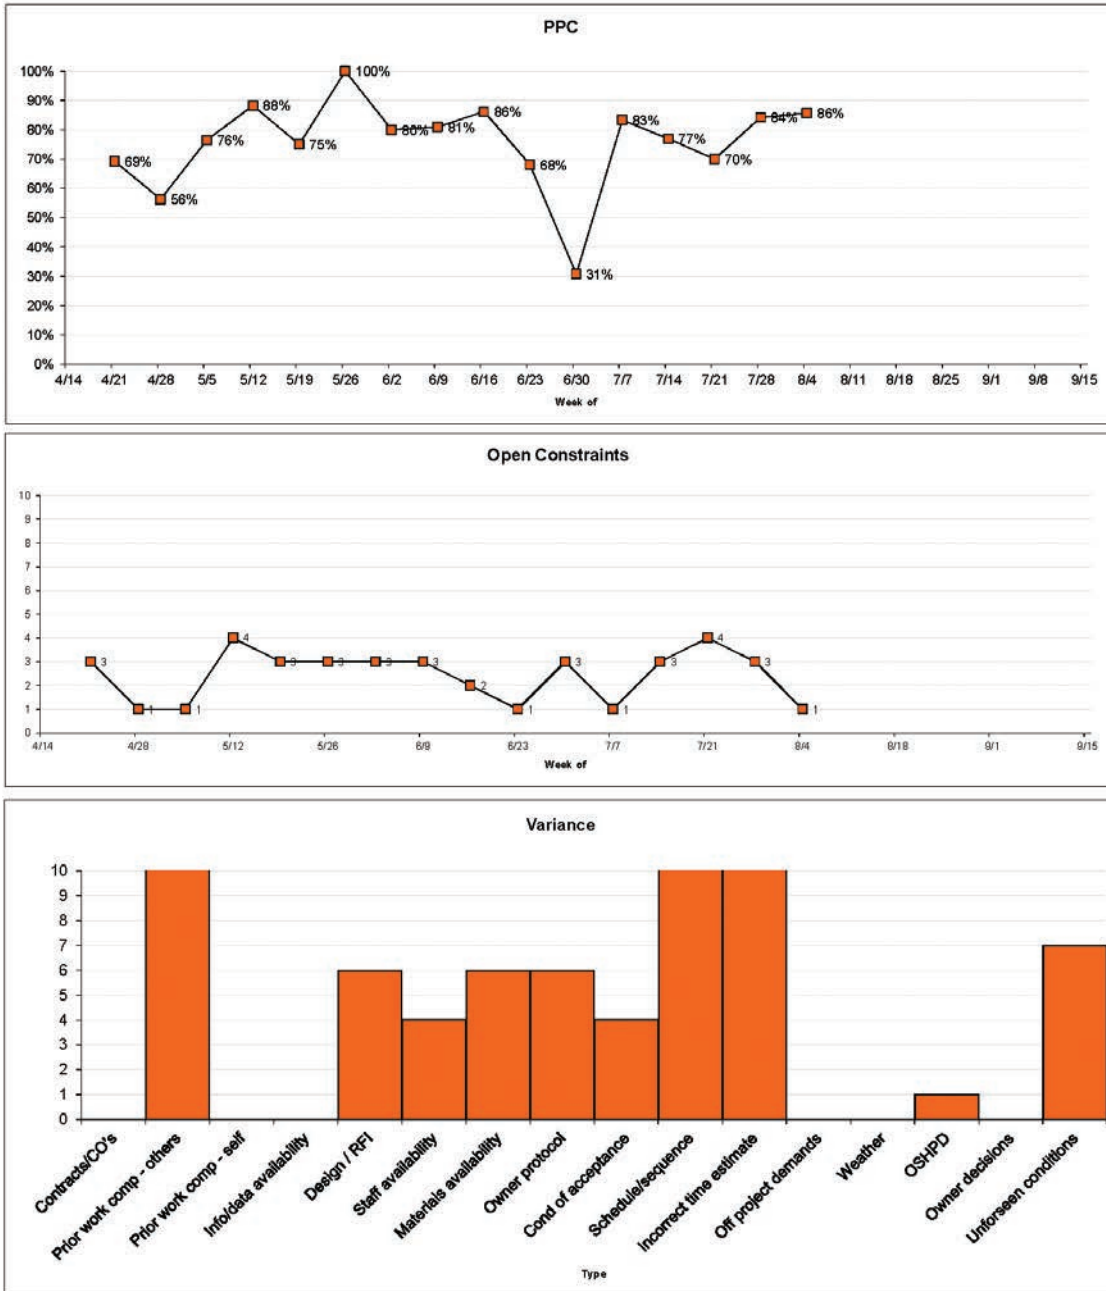 PPC
100%
90%
80%
70%
60%
50%
40%
30%
20%
10%
0%
69%
56%
76%
88%
75%
100%
80%
81%
86%
68%
31%
83%
77%
70%
84%
86%
4/14 4/21 4/28 5/5 5/12 5/19 5/26 6/2 6/9 6/16 6/23 6/30 7/7 7/14 7/21 7/28 8/4 8/11 8/18 8/25 9/1 9/8 9/15
Week of
Open Constraints
10
9
8
7
6
5
4
3
2
1
0
3
1
1
4
3
3
3
3
2
1
3
1
3
4
3
1
4/14 4/28 5/12 5/26 6/9 6/23 7/7 7/21 8/4 8/18 9/1 9/15
Week of
Variance
10
9
8
7
6
5
4
3
2
1
0
Contracts/CO's
Prior work comp - others
Prior work comp - self
Info/data availability
Design / RFI
Staff availability
Materials availability
Owner protocol
Cond of acceptance
Schedule/sequence
Incorrect time estimate
Off project demands
Weather
OSHPD
Owner decisions
Unforseen conditions
Type